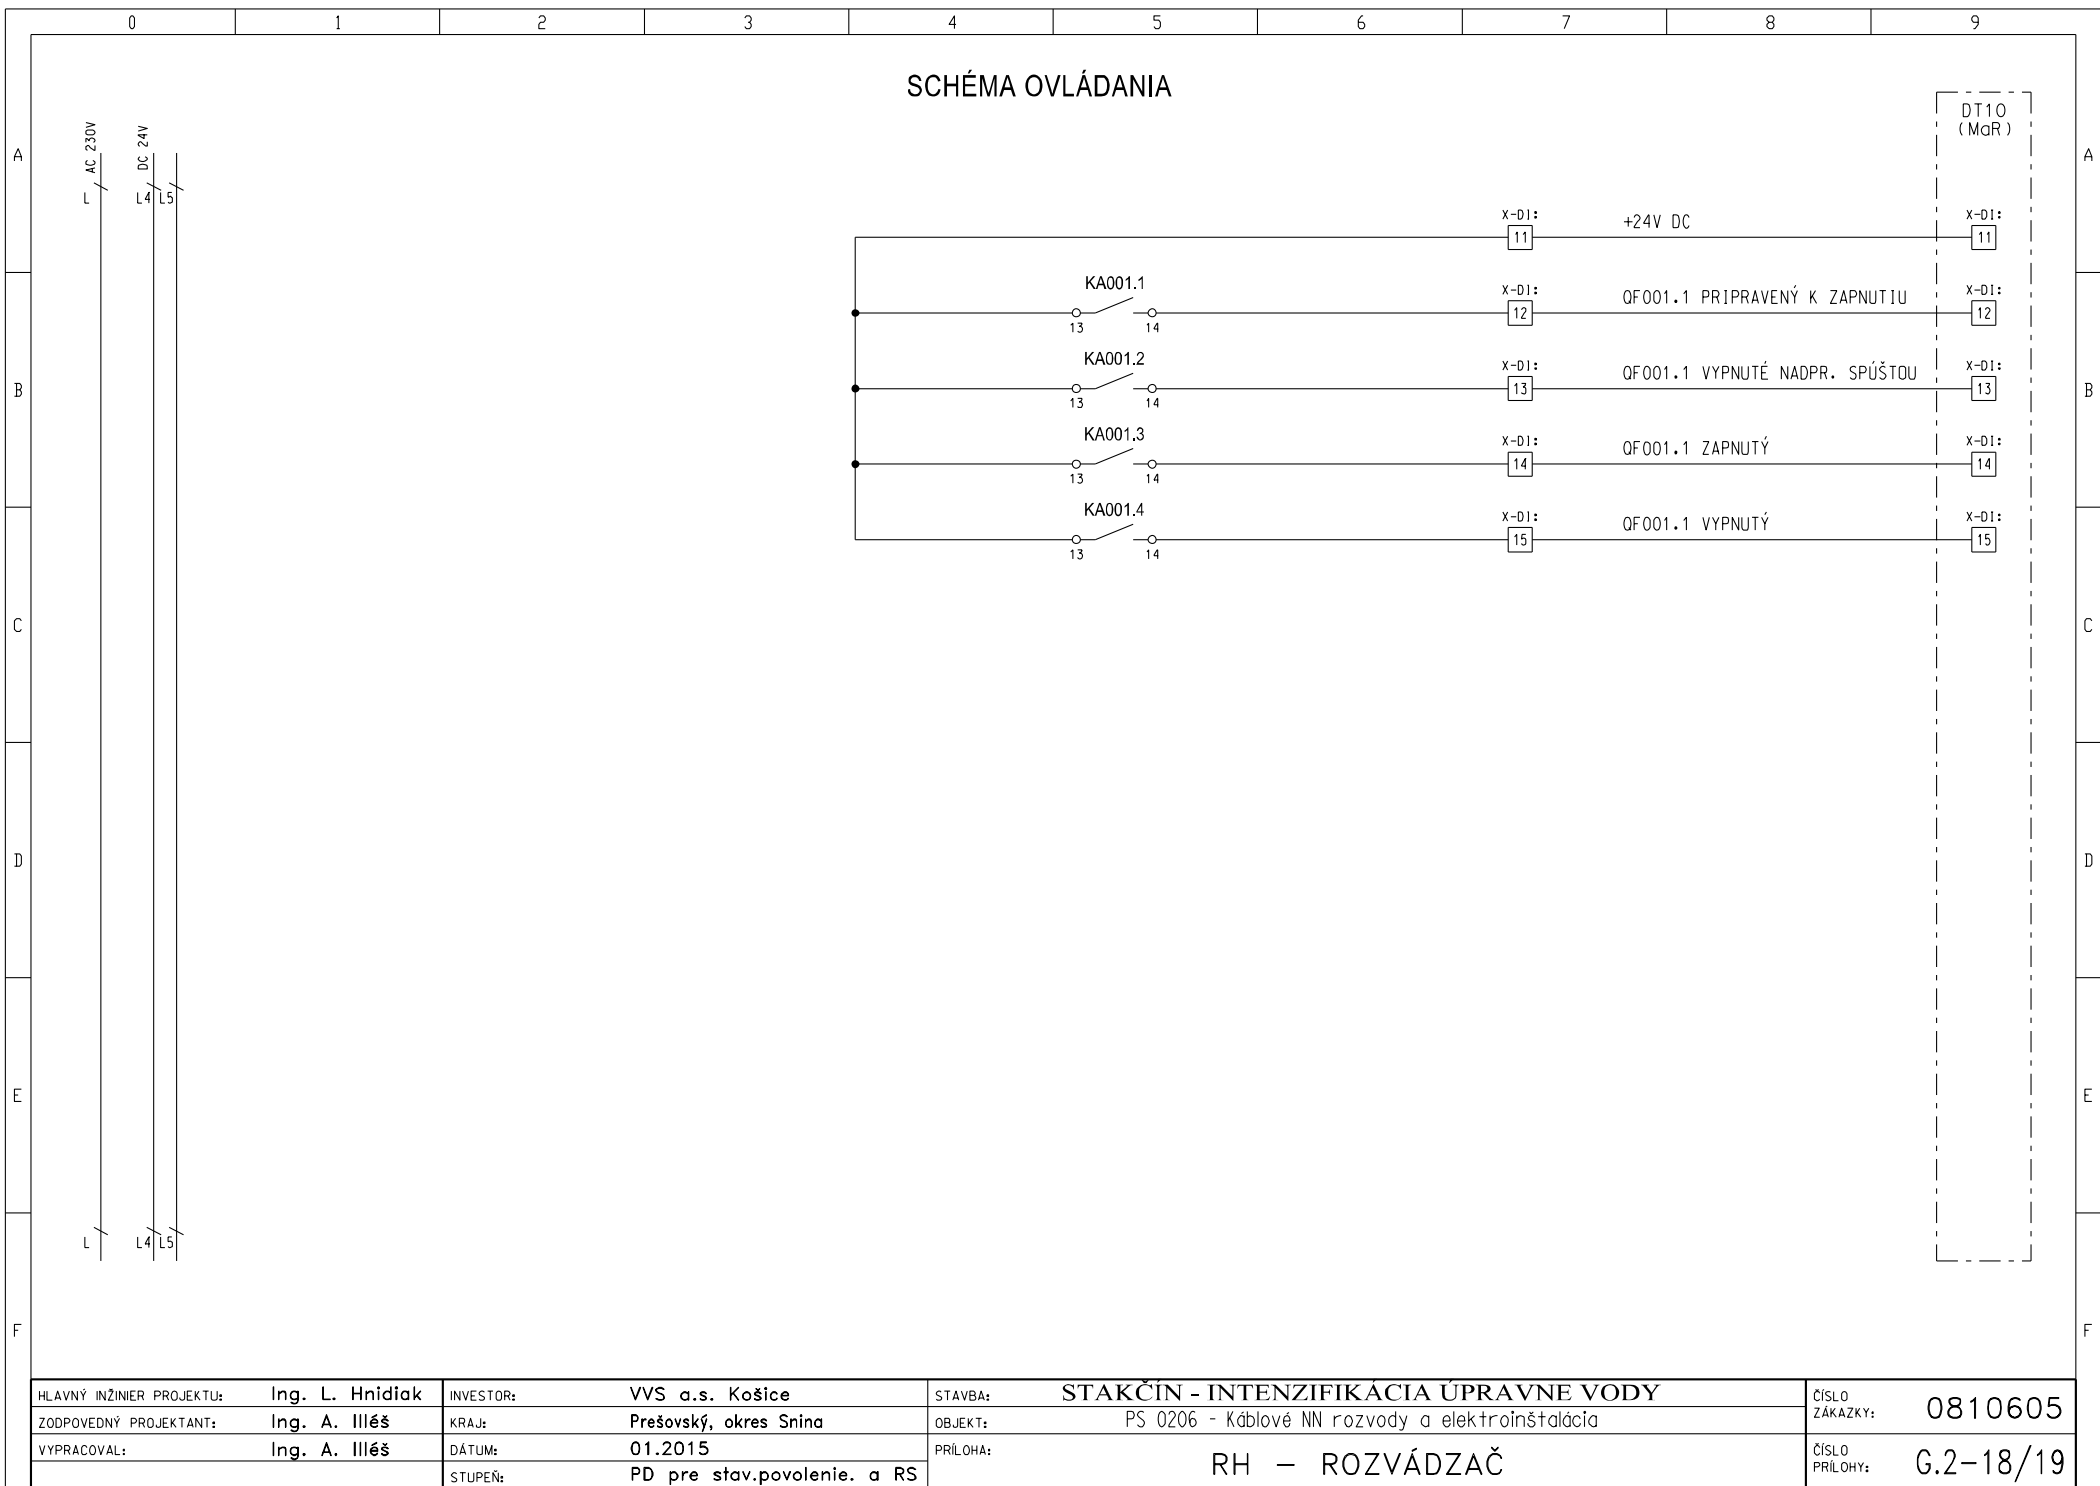 0 1 2 3 4 5 6 7 8 9
SCHÉMA OVLÁDANIA
DT10
(MaR)
A A
AC 230V
DC 24V
L L4 L5
X-DI: +24V DC X-DI:
11 11
KA001.1 X-DI: QF001.1 PRIPRAVENÝ K ZAPNUTIU X-DI:
13 14 12 12
KA001.2 X-DI: QF001.1 VYPNUTÉ NADPR. SPÚŠTOU X-DI:
13 14 13 13
B B
KA001.3 X-DI: QF001.1 ZAPNUTÝ X-DI:
13 14 14 14
KA001.4 X-DI: QF001.1 VYPNUTÝ X-DI:
13 14 15 15
C C
D D
E E
L L4 L5
F F
HLAVNÝ INŽINIER PROJEKTU: Ing. L. Hnidiak
ZODPOVEDNÝ PROJEKTANT: Ing. A. Illéš
VYPRACOVAL: Ing. A. Illéš
INVESTOR: VVS a.s. Košice
KRAJ: Prešovský, okres Snina
DÁTUM: 01.2015
STUPEŇ: PD pre stav.povolenie. a RS
STAVBA: STAKČÍN - INTENZIFIKÁCIA ÚPRAVNE VODY
OBJEKT: PS 0206 - Káblové NN rozvody a elektroinštalácia
PRÍLOHA: RH – ROZVÁDZAČ
ČÍSLO
ZÁKAZKY: 0810605
ČÍSLO
PRÍLOHY: G.2-18/19